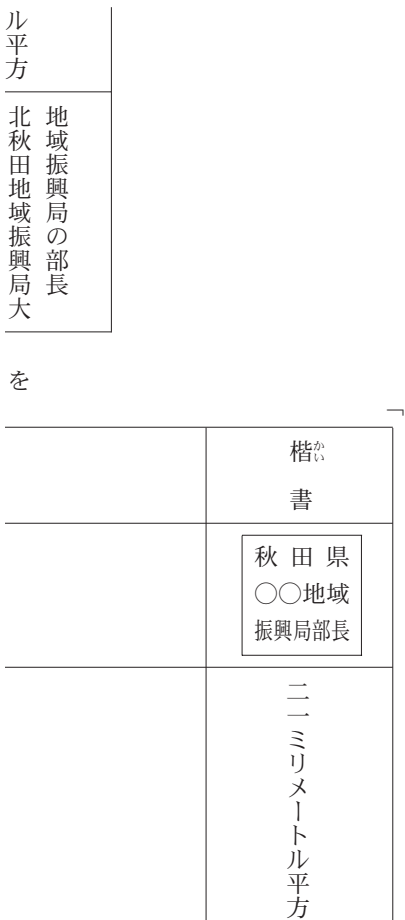 ル平方
地域振興局の部長
北秋田地域振興局大
を
「
楷書
かい
秋田県
○○地域
振興局部長
二一ミリメートル平方